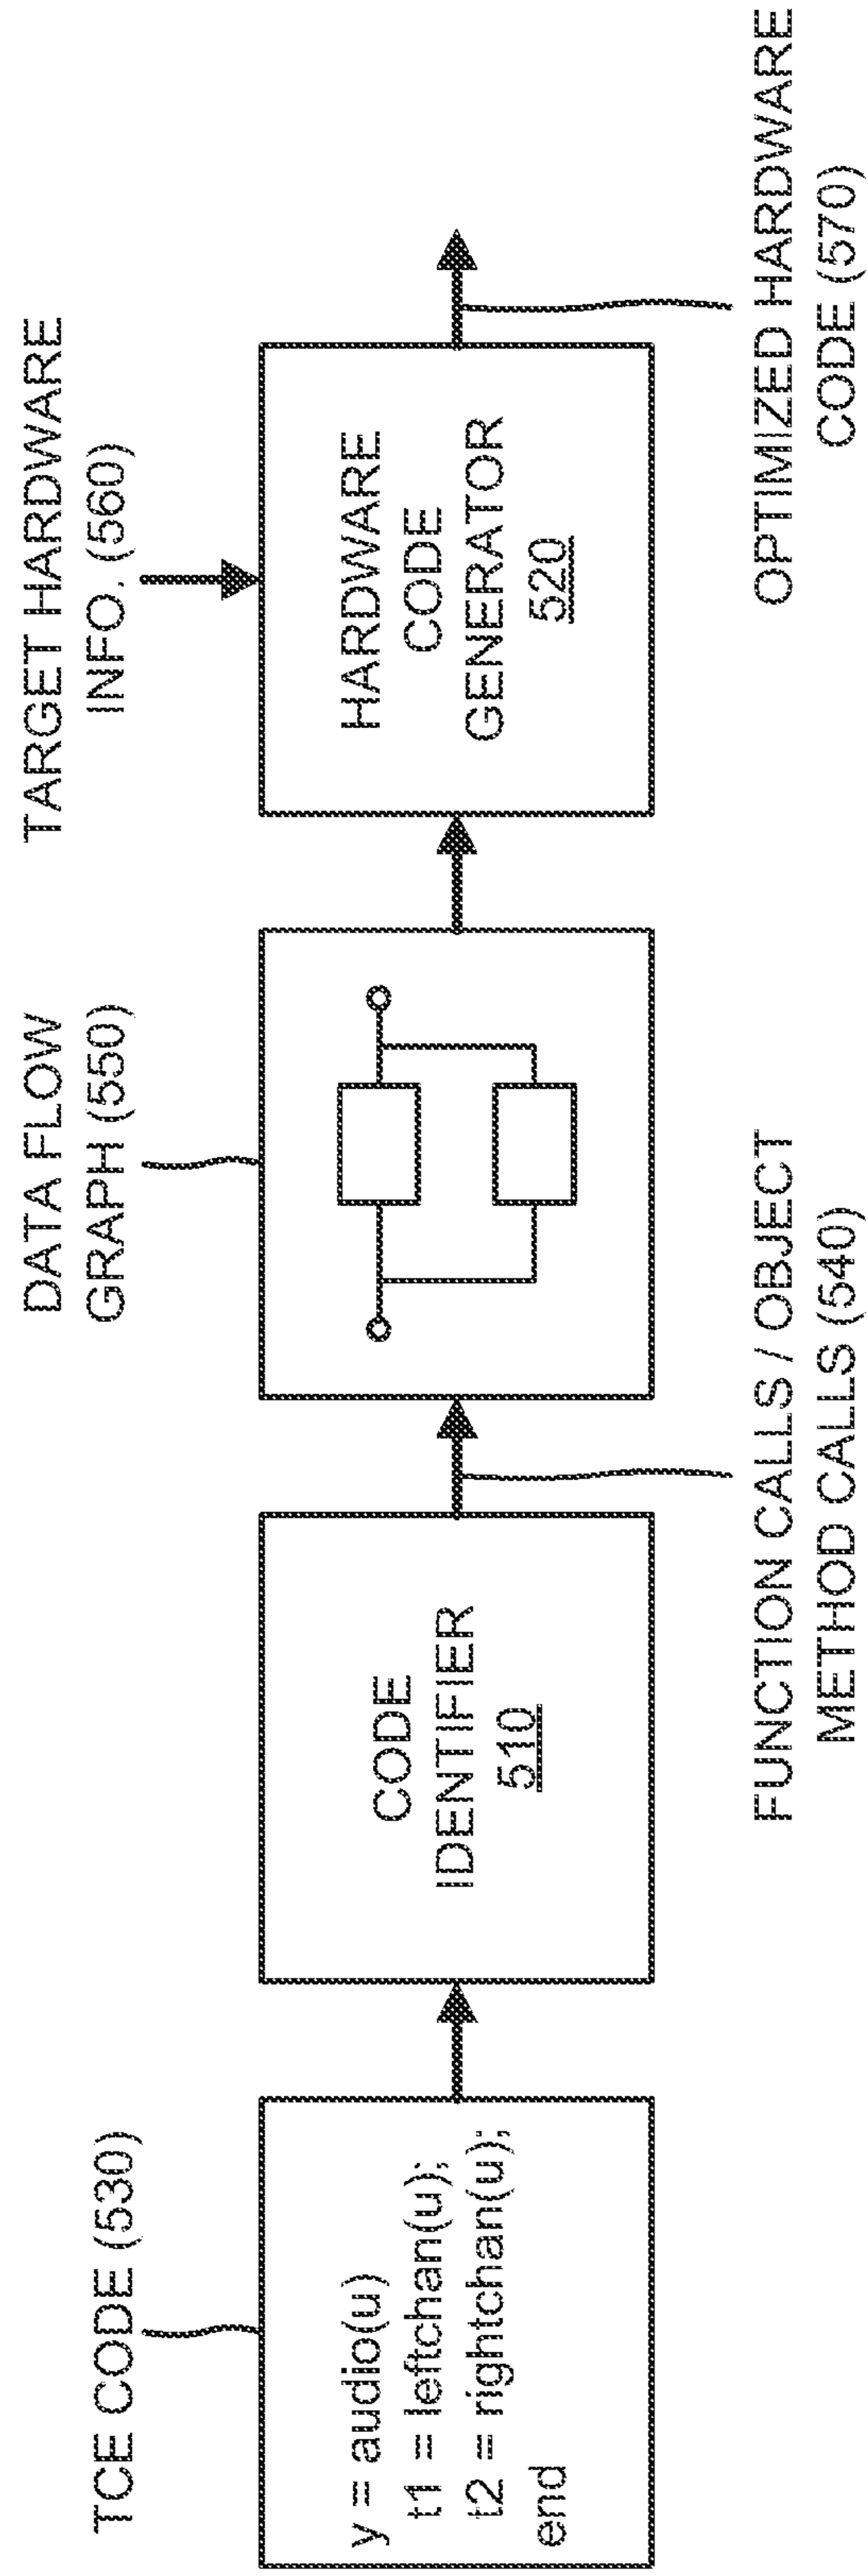 TCE CODE (530)
y = audio(u)
t1 = leftchan(u);
t2 = rightchan(u);
end
CODE
IDENTIFIER
510
FUNCTION CALLS / OBJECT
METHOD CALLS (540)
DATA FLOW
GRAPH (550)
TARGET HARDWARE
INFO. (560)
HARDWARE
CODE
GENERATOR
520
OPTIMIZED HARDWARE
CODE (570)